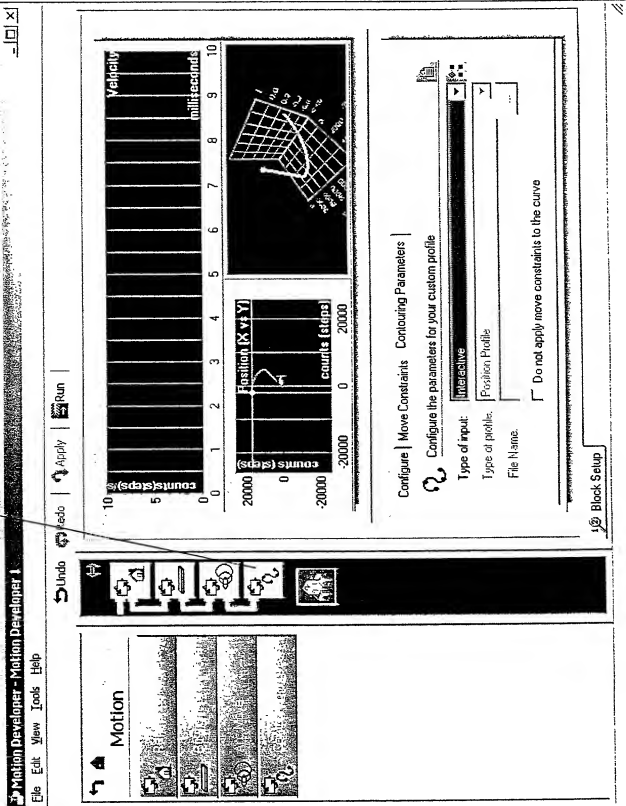 Motion Developer - Motion Developer 1
File Edit View Tools Help
Undo Redo Apply Run
Motion
Velocity
counts(steps)/s
10
5
0
0 1 2 3 4 5 6 7 8 9 10
milliseconds
Position (X vs Y)
counts (steps)
20000
0
-20000
-20000 0 20000
counts (steps)
Configure Move Constraints Contouring Parameters
Configure the parameters for your custom profile
Type of input: Interactive
Type of profile. Position Profile
File Name. ...
Do not apply move constraints to the curve
Block Setup